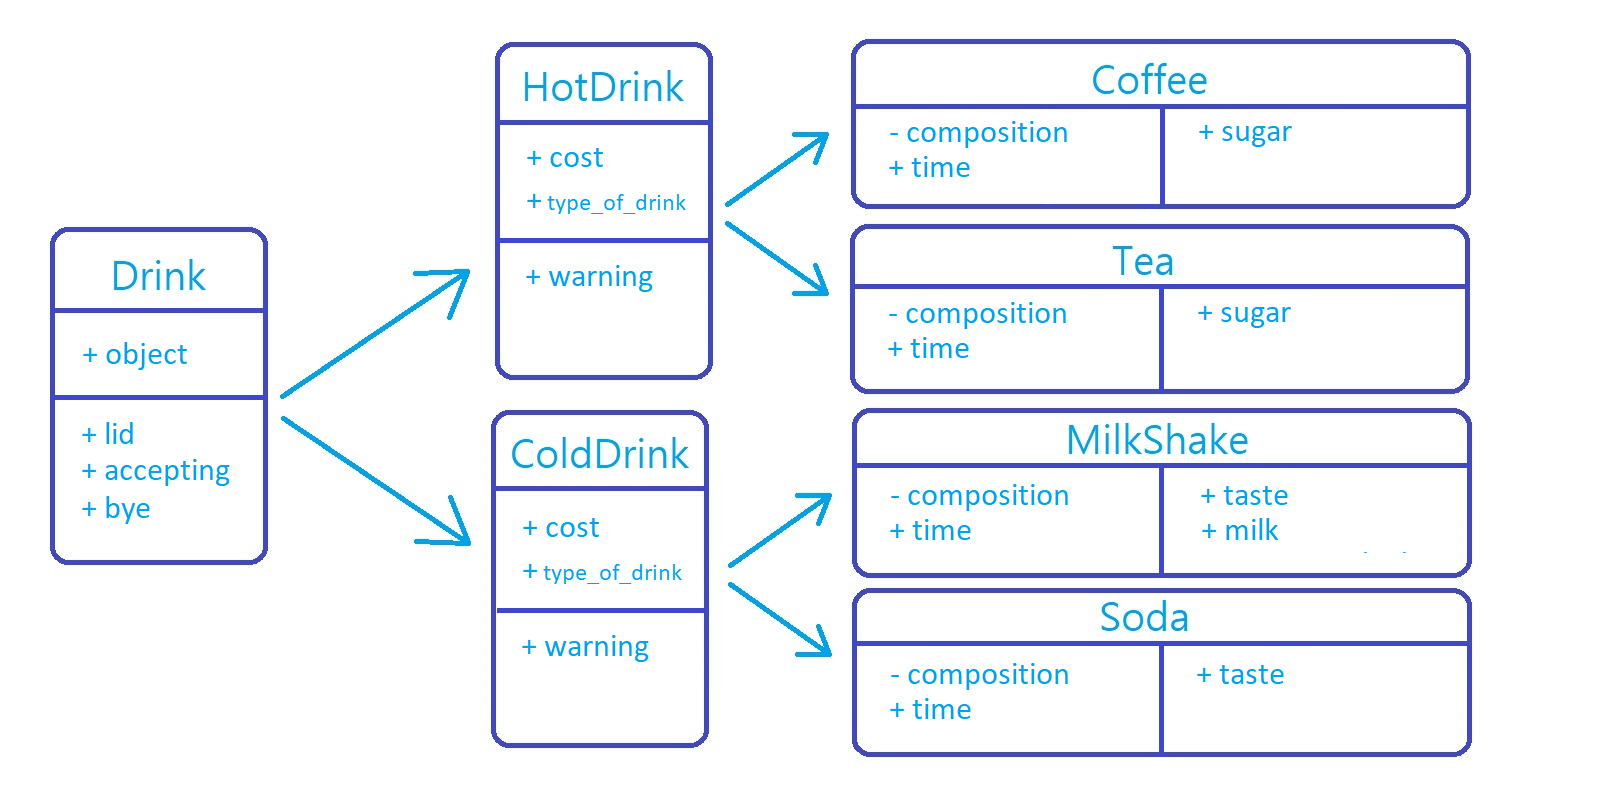 Drink
+ object
+ lid
+ accepting
+ bye
HotDrink
+ cost
+ type_of_drink
+ warning
ColdDrink
+ cost
+ type_of_drink
+ warning
Coffee
- composition
+ time
+ sugar
Tea
- composition
+ time
+ sugar
MilkShake
- composition
+ time
+ taste
+ milk
Soda
- composition
+ time
+ taste